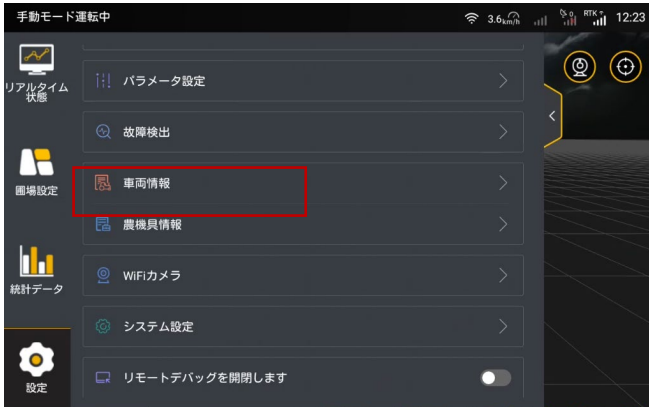 手動モード運転中
3.6km/h
0
RTK
12:23
リアルタイム
状態
圃場設定
統計データ
設定
パラメータ設定
故障検出
車両情報
農機具情報
WiFiカメラ
システム設定
リモートデバッグを開閉します